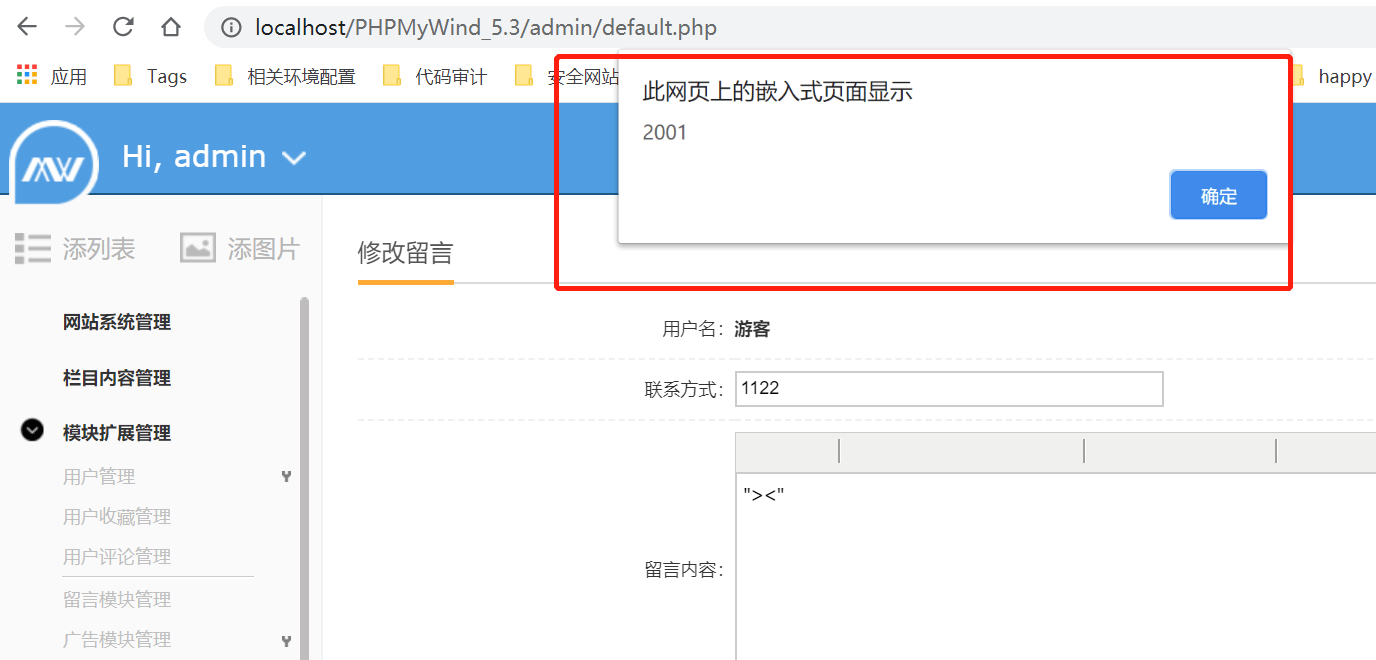 localhost/PHPMyWind_5.3/admin/default.php
应用 Tags 相关环境配置 代码审计 安全网站 happy
此网页上的嵌入式页面显示
2001
确定
MW Hi, admin
添列表 添图片
修改留言
网站系统管理
用户名: 游客
栏目内容管理
联系方式: 1122
模块扩展管理
用户管理
"><"
用户收藏管理
用户评论管理
留言内容:
留言模块管理
广告模块管理